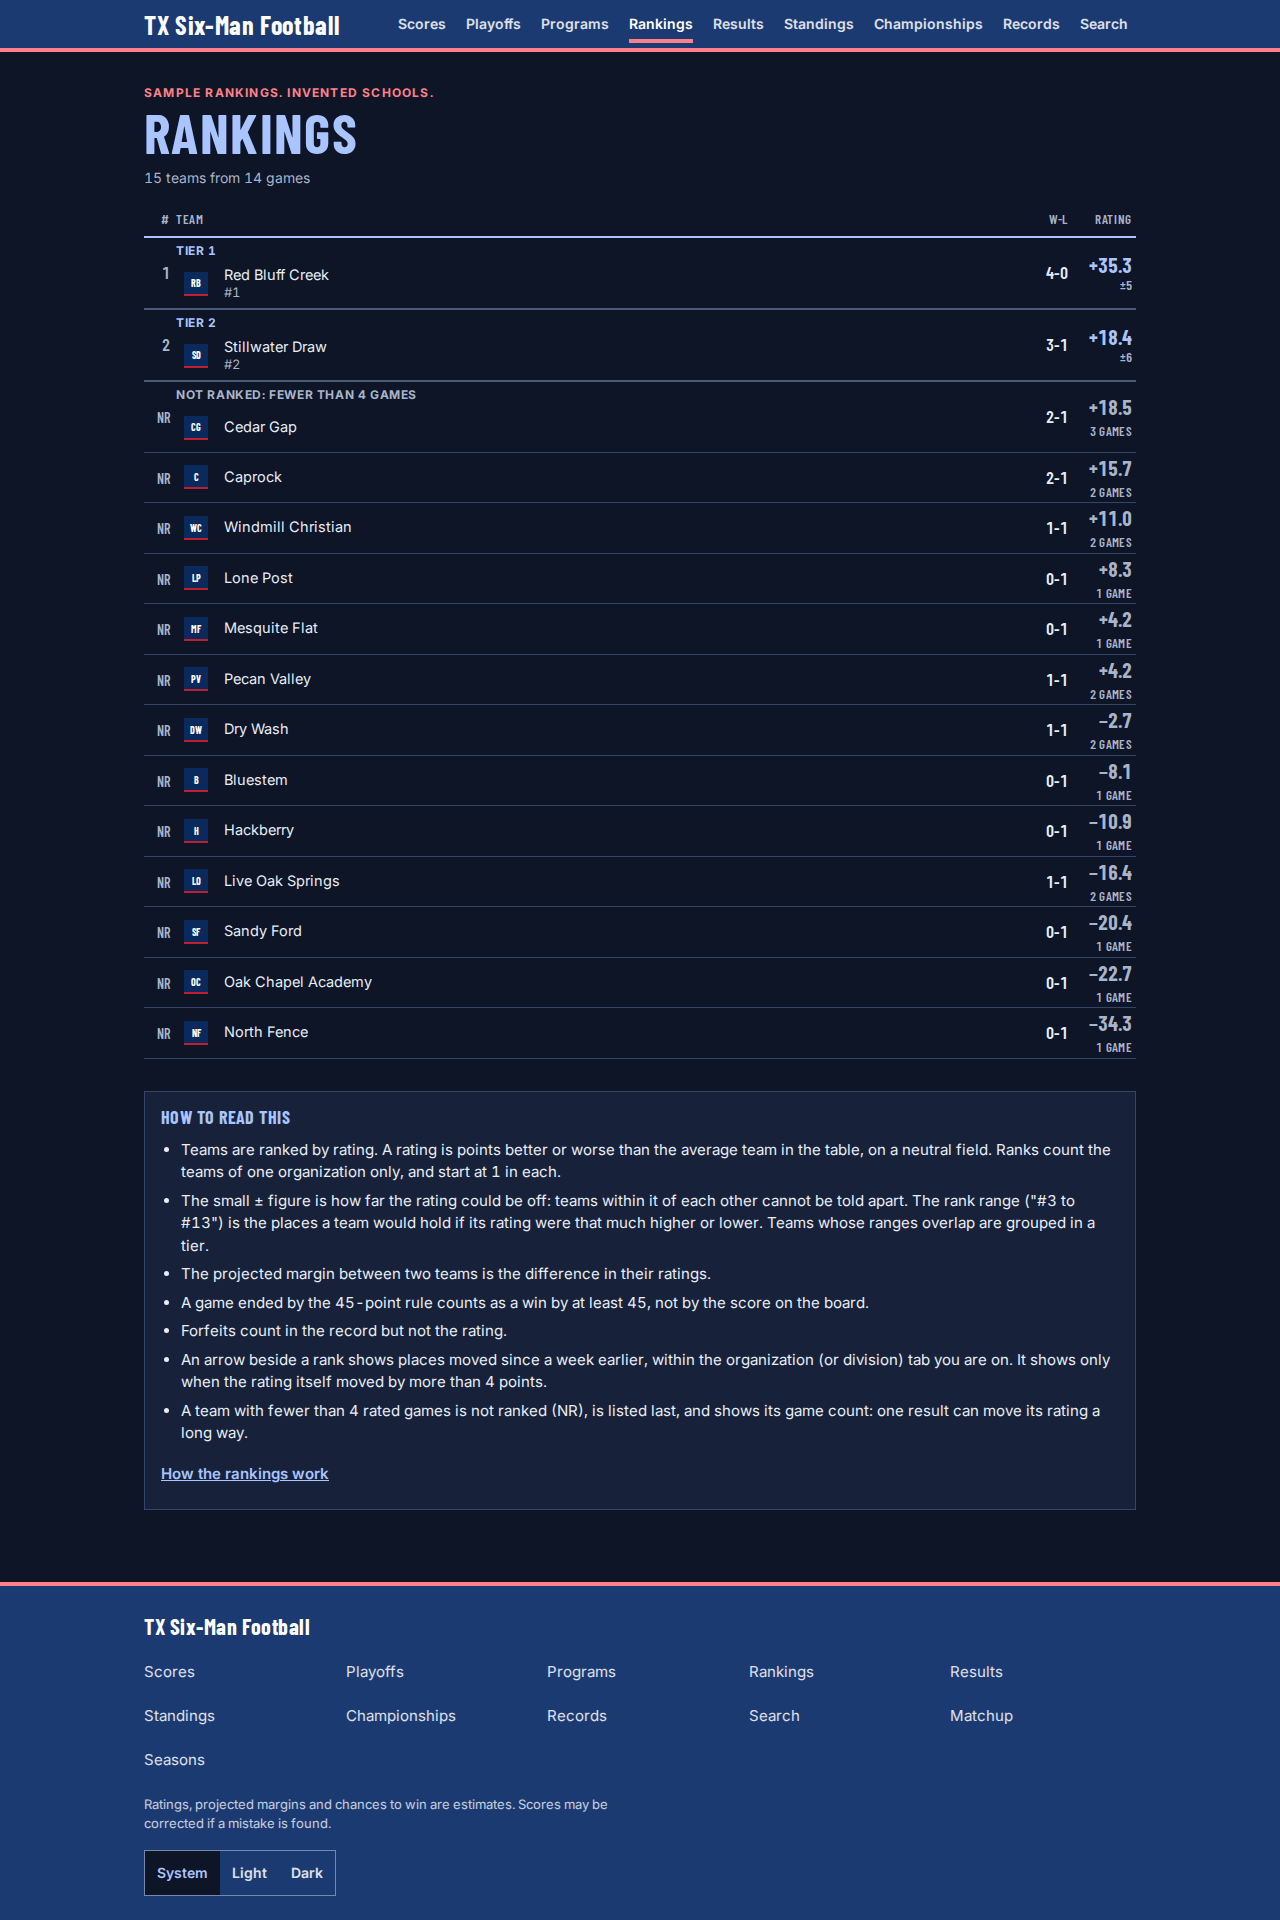 TX Six-Man Football
Scores Playoffs Programs Rankings Results Standings Championships Records Search
SAMPLE RANKINGS. INVENTED SCHOOLS.
RANKINGS
15 teams from 14 games
# TEAM W-L RATING
TIER 1
1 RB Red Bluff Creek 4-0 +35.3
#1 ±5
TIER 2
2 SD Stillwater Draw 3-1 +18.4
#2 ±6
NOT RANKED: FEWER THAN 4 GAMES
NR CG Cedar Gap 2-1 +18.5
3 GAMES
NR C Caprock 2-1 +15.7
2 GAMES
NR WC Windmill Christian 1-1 +11.0
2 GAMES
NR LP Lone Post 0-1 +8.3
1 GAME
NR MF Mesquite Flat 0-1 +4.2
1 GAME
NR PV Pecan Valley 1-1 +4.2
2 GAMES
NR DW Dry Wash 1-1 −2.7
2 GAMES
NR B Bluestem 0-1 −8.1
1 GAME
NR H Hackberry 0-1 −10.9
1 GAME
NR LO Live Oak Springs 1-1 −16.4
2 GAMES
NR SF Sandy Ford 0-1 −20.4
1 GAME
NR OC Oak Chapel Academy 0-1 −22.7
1 GAME
NR NF North Fence 0-1 −34.3
1 GAME
HOW TO READ THIS
• Teams are ranked by rating. A rating is points better or worse than the average team in the table, on a neutral field. Ranks count the
teams of one organization only, and start at 1 in each.
• The small ± figure is how far the rating could be off: teams within it of each other cannot be told apart. The rank range ("#3 to
#13") is the places a team would hold if its rating were that much higher or lower. Teams whose ranges overlap are grouped in a
tier.
• The projected margin between two teams is the difference in their ratings.
• A game ended by the 45-point rule counts as a win by at least 45, not by the score on the board.
• Forfeits count in the record but not the rating.
• An arrow beside a rank shows places moved since a week earlier, within the organization (or division) tab you are on. It shows only
when the rating itself moved by more than 4 points.
• A team with fewer than 4 rated games is not ranked (NR), is listed last, and shows its game count: one result can move its rating a
long way.
How the rankings work
TX Six-Man Football
Scores Playoffs Programs Rankings Results
Standings Championships Records Search Matchup
Seasons
Ratings, projected margins and chances to win are estimates. Scores may be
corrected if a mistake is found.
System Light Dark